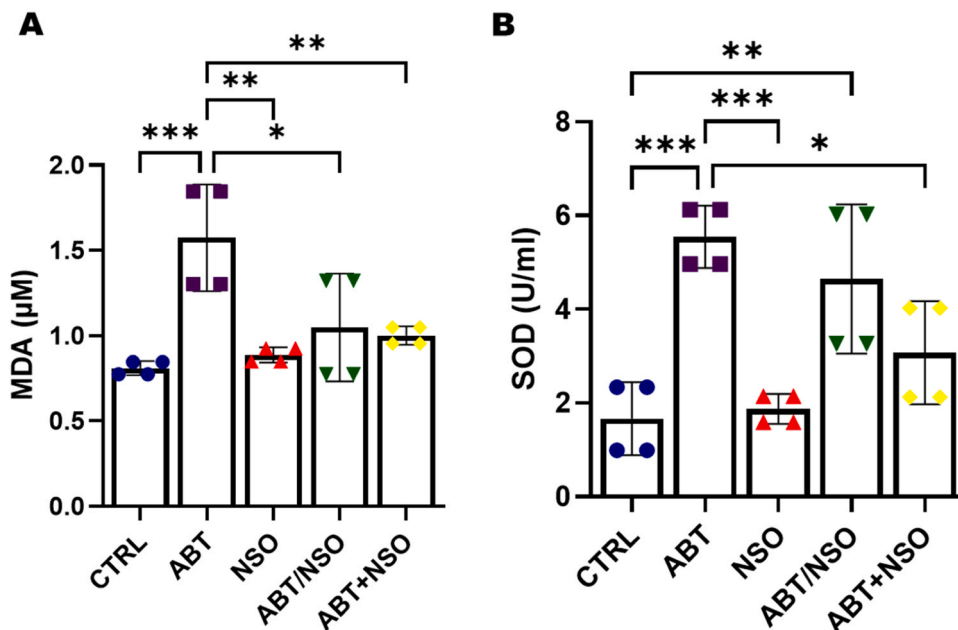 A
**
**
***
*
2.0
1.5
1.0
0.5
0.0
MDA (µM)
CTRL
ABT
NSO
ABT/NSO
ABT+NSO
B
**
***
***
*
8
6
4
2
0
SOD (U/ml)
CTRL
ABT
NSO
ABT/NSO
ABT+NSO